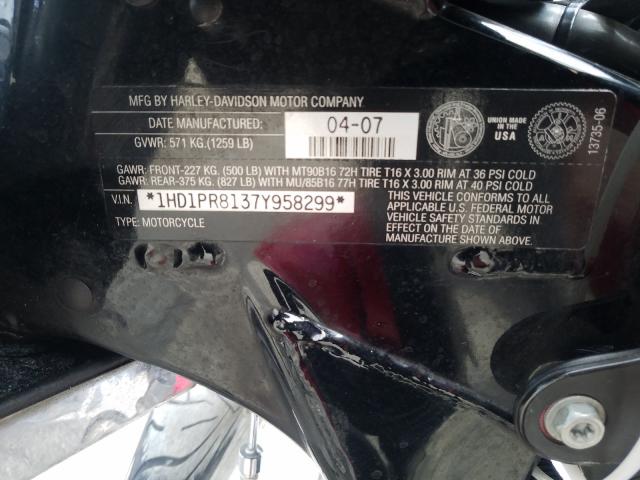 MFG BY HARLEY-DAVIDSON MOTOR COMPANY
DATE MANUFACTURED: 04-07
GVWR: 571 KG.(1259 LB)
UNION MADE IN THE
USA
13735-06
GAWR: FRONT-227 KG. (500 LB) WITH MT90B16 72H TIRE T16 X 3.00 RIM AT 36 PSI COLD
GAWR: REAR-375 KG. (827 LB) WITH MU/85B16 77H TIRE T16 X 3.00 RIM AT 40 PSI COLD
V.I.N. *1HD1PR8137Y958299*
TYPE: MOTORCYCLE
THIS VEHICLE CONFORMS
TO ALL APPLICABLE
U.S. FEDERAL MOTOR
VEHICLE SAFETY STANDARDS IN
EFFECT ON THE DATE OF
MANUFACTURE SHOWN ABOVE